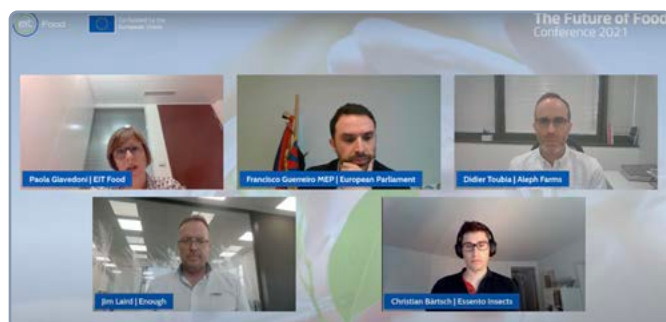 eit Food
Co-funded by the
European Union
The Future of Food
Conference 2021
Paola Giavedoni | EIT Food
Francisco Guerreiro MEP | European Parliament
Didier Toubia | Aleph Farms
Jim Laird | Enough
Christian Bärtsch | Essento Insects